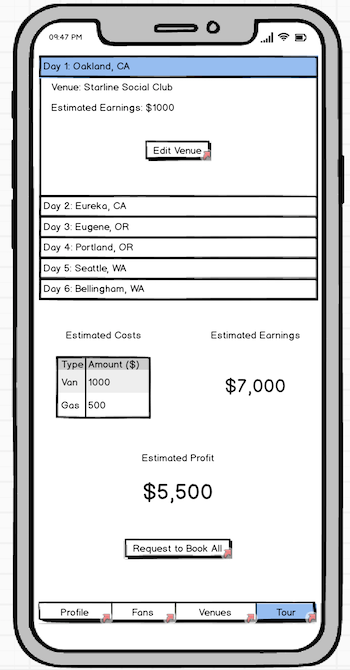 09:47 PM
Day 1: Oakland, CA
Venue: Starline Social Club
Estimated Earnings: $1000
Edit Venue
Day 2: Eureka, CA
Day 3: Eugene, OR
Day 4: Portland, OR
Day 5: Seattle, WA
Day 6: Bellingham, WA
Estimated Costs
Estimated Earnings
Type Amount ($)
Van 1000
Gas 500
$7,000
Estimated Profit
$5,500
Request to Book All
Profile Fans Venues Tour